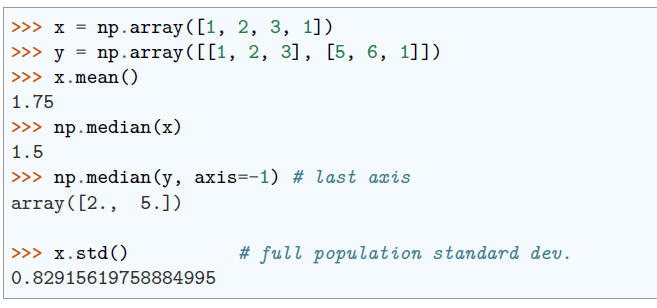 >>> x = np.array([1, 2, 3, 1])
>>> y = np.array([[1, 2, 3], [5, 6, 1]])
>>> x.mean()
1.75
>>> np.median(x)
1.5
>>> np.median(y, axis=-1) # last axis
array([2.,  5.])
>>> x.std()          # full population standard dev.
0.82915619758884995